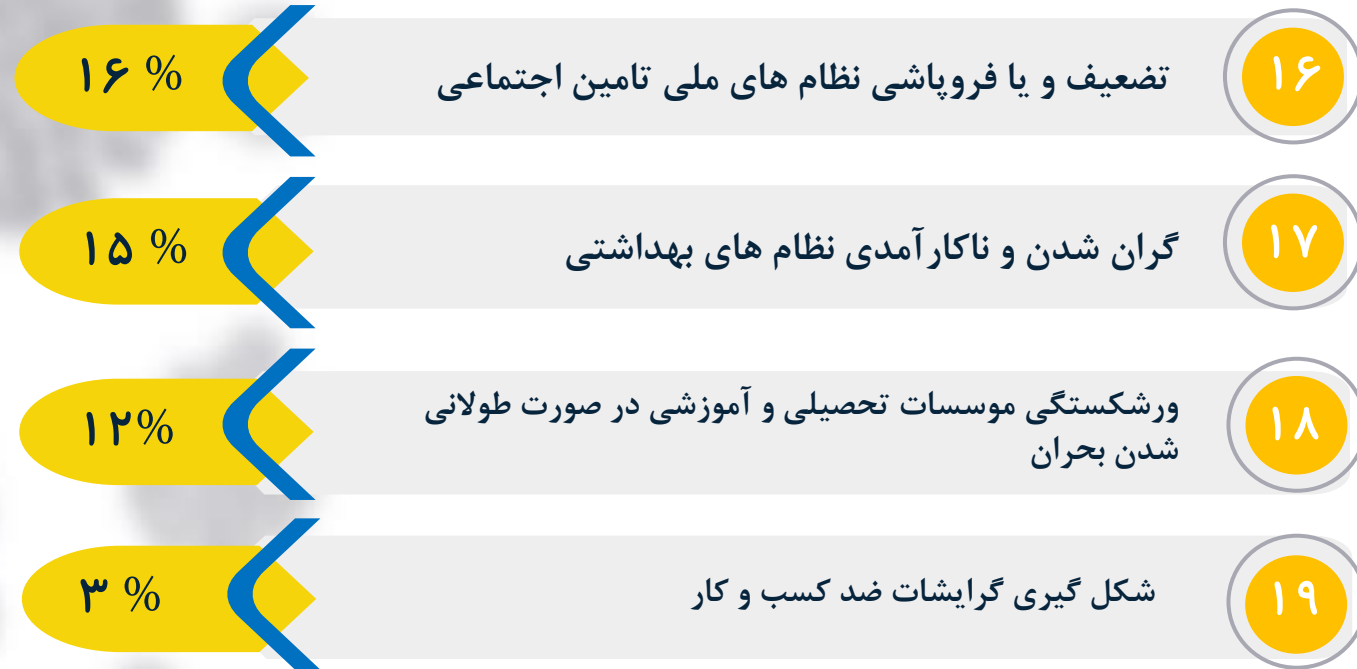 ۱۶ تضعیف و یا فروپاشی نظام های ملی تامین اجتماعی ۱۶ %
۱۷ گران شدن و ناکارآمدی نظام های بهداشتی ۱۵ %
۱۸ ورشکستگی موسسات تحصیلی و آموزشی در صورت طولانی
شدن بحران ۱۲%
۱۹ شکل گیری گرایشات ضد کسب و کار ۳ %